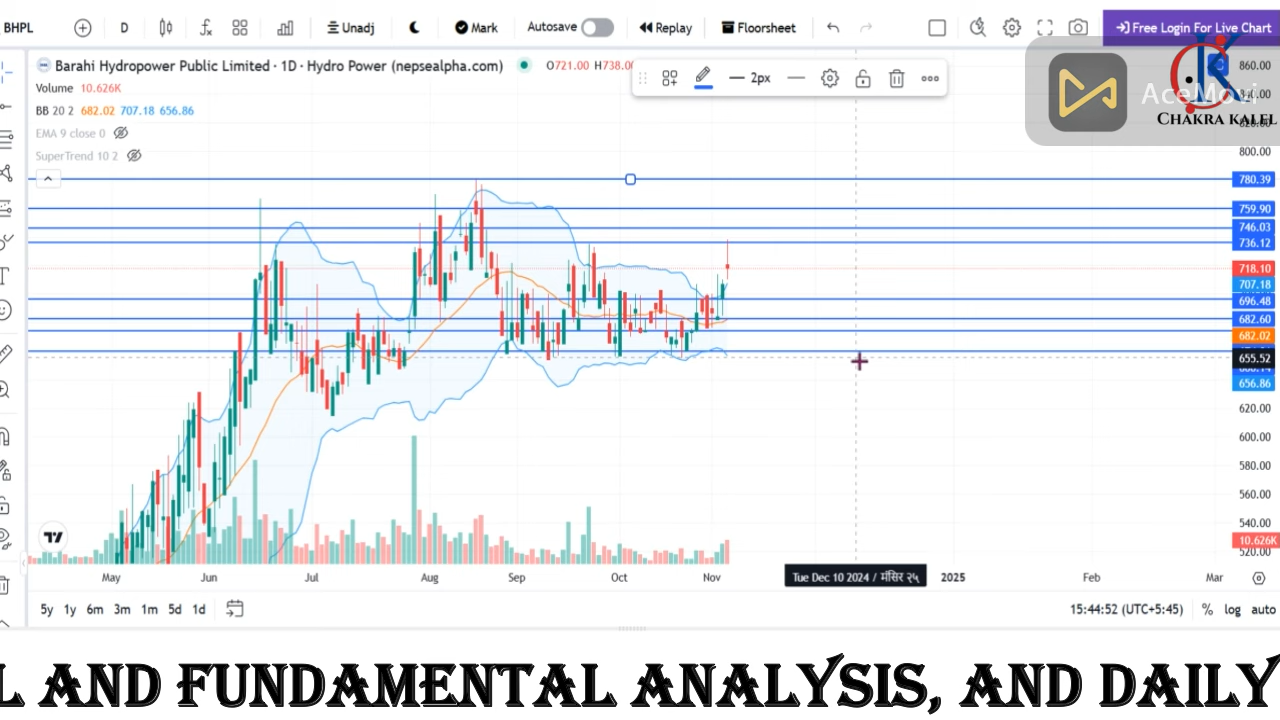 BHPL D Unadj Mark Autosave Replay Floorsheet Free Login For Live Chart
Barahi Hydropower Public Limited · 1D · Hydro Power (nepsealpha.com) O721.00 H738.0
2px
Volume 10.626K
BB 20 2 682.02 707.18 656.86
EMA 9 close 0
SuperTrend 10 2
AceMovi
CHAKRA KALEL
860.00
840.00
820.00
800.00
780.39
759.90
746.03
736.12
718.10
707.18
696.48
682.60
682.02
655.52
656.86
620.00
600.00
580.00
560.00
540.00
10.626K
520.00
May Jun Jul Aug Sep Oct Nov Tue Dec 10 2024 / मंसिर २५ 2025 Feb Mar
5y 1y 6m 3m 1m 5d 1d 15:44:52 (UTC+5:45) % log auto
L AND FUNDAMENTAL ANALYSIS, AND DAILY